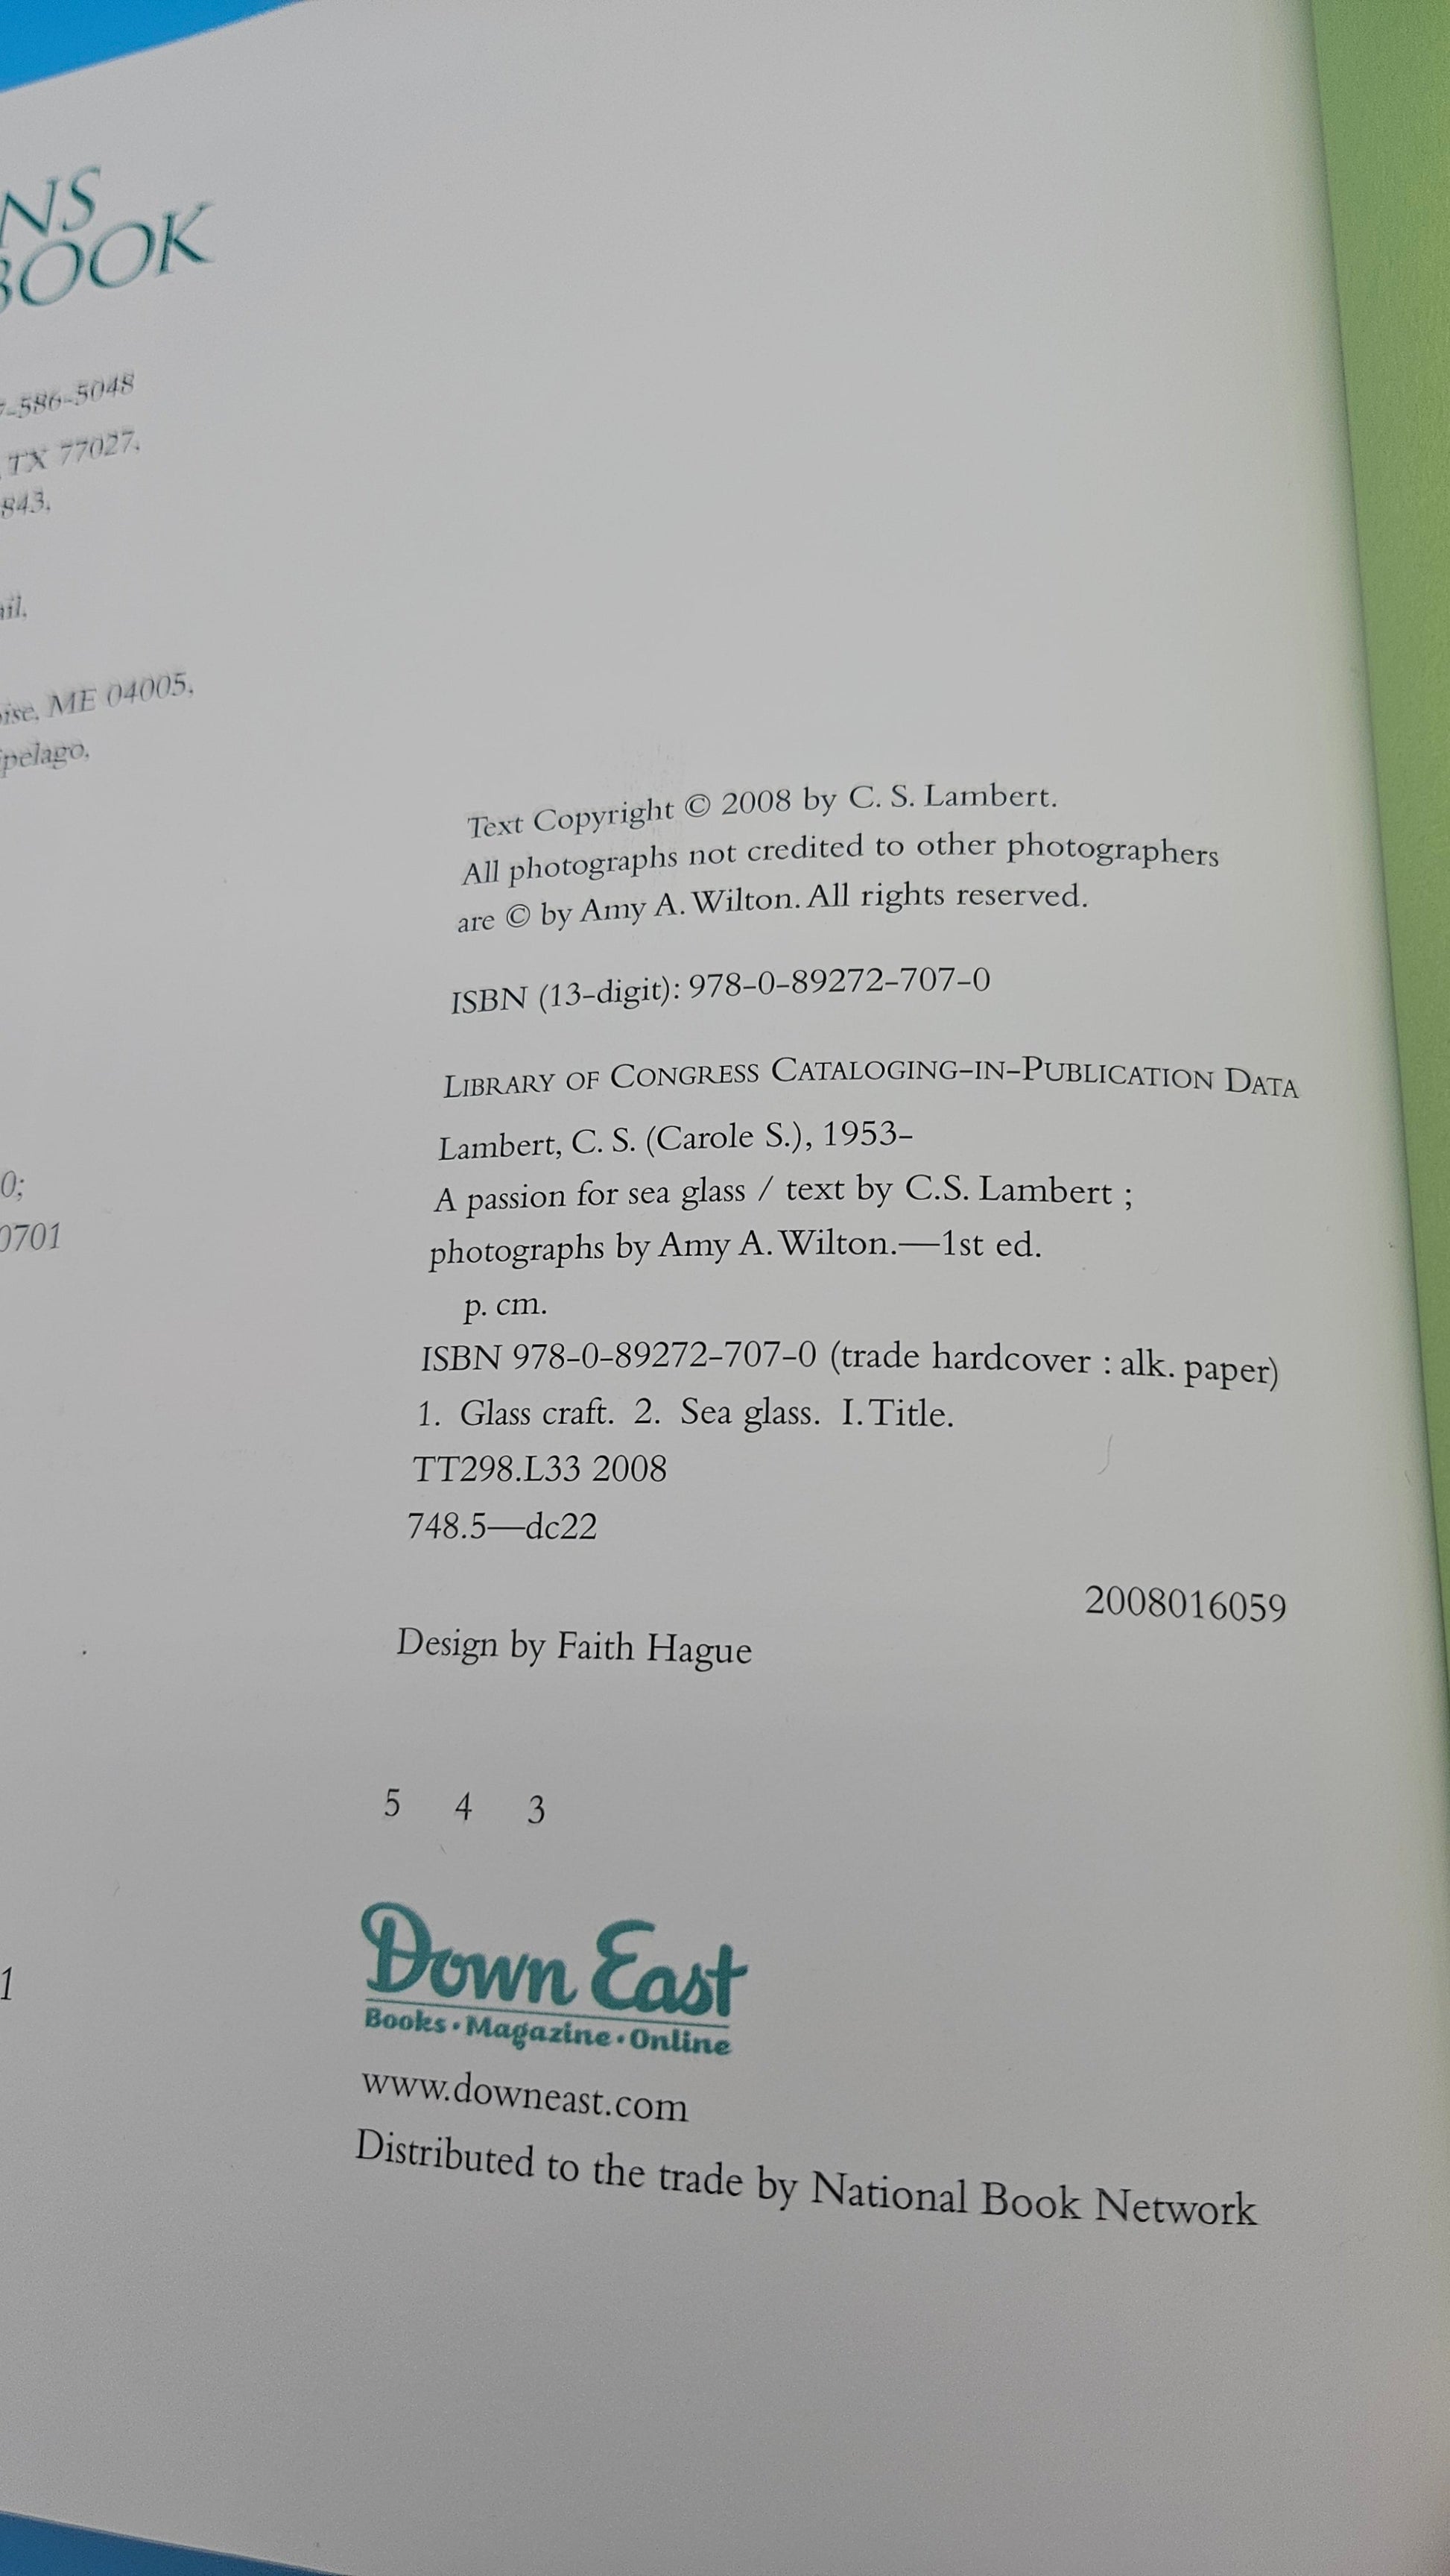 NS
BOOK
-586-5048
TX 77027,
843,
ME 04005,
0;
0701
1
Text Copyright © 2008 by C. S. Lambert.
All photographs not credited to other photographers
are © by Amy A. Wilton. All rights reserved.
ISBN (13-digit): 978-0-89272-707-0
LIBRARY OF CONGRESS CATALOGING-IN-PUBLICATION DATA
Lambert, C. S. (Carole S.), 1953-
A passion for sea glass / text by C.S. Lambert ;
photographs by Amy A. Wilton.—1st ed.
p. cm.
ISBN 978-0-89272-707-0 (trade hardcover : alk. paper)
1. Glass craft. 2. Sea glass. I. Title.
TT298.L33 2008
748.5—dc22
2008016059
Design by Faith Hague
5 4 3
Down East
Books • Magazine • Online
www.downeast.com
Distributed to the trade by National Book Network